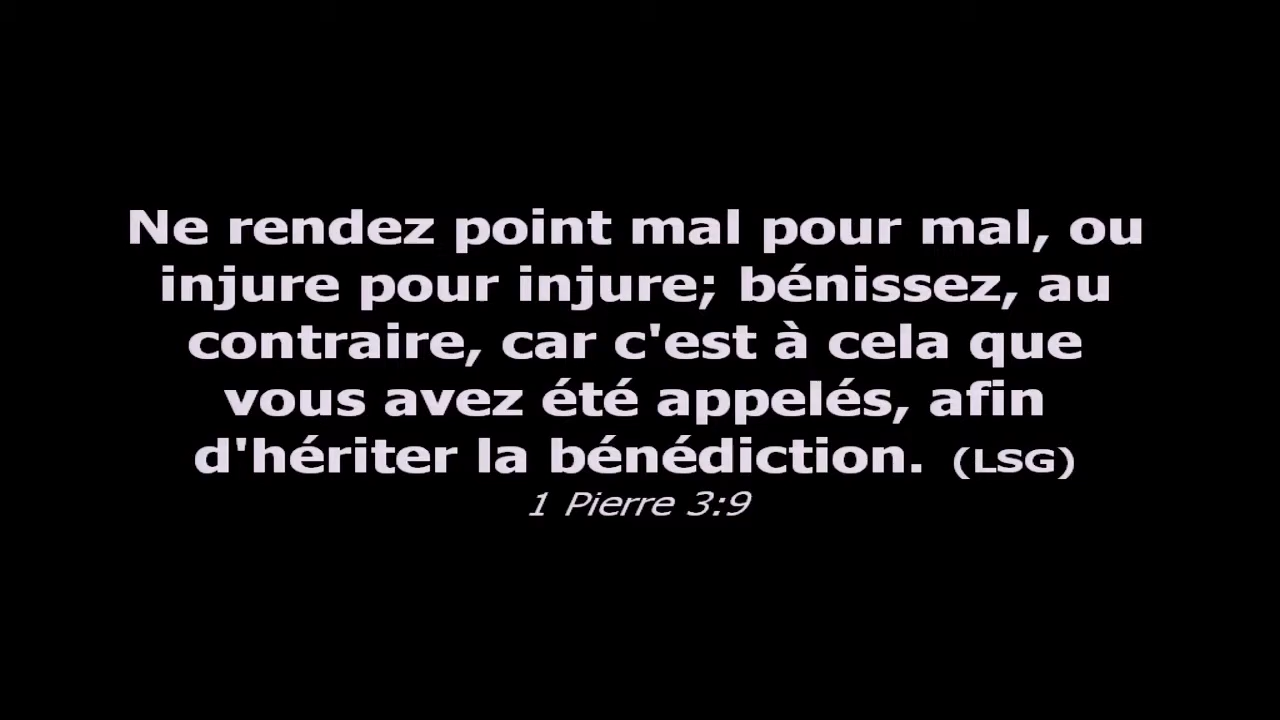 Ne rendez point mal pour mal, ou
injure pour injure; bénissez, au
contraire, car c'est à cela que
vous avez été appelés, afin
d'hériter la bénédiction. (LSG)
1 Pierre 3:9